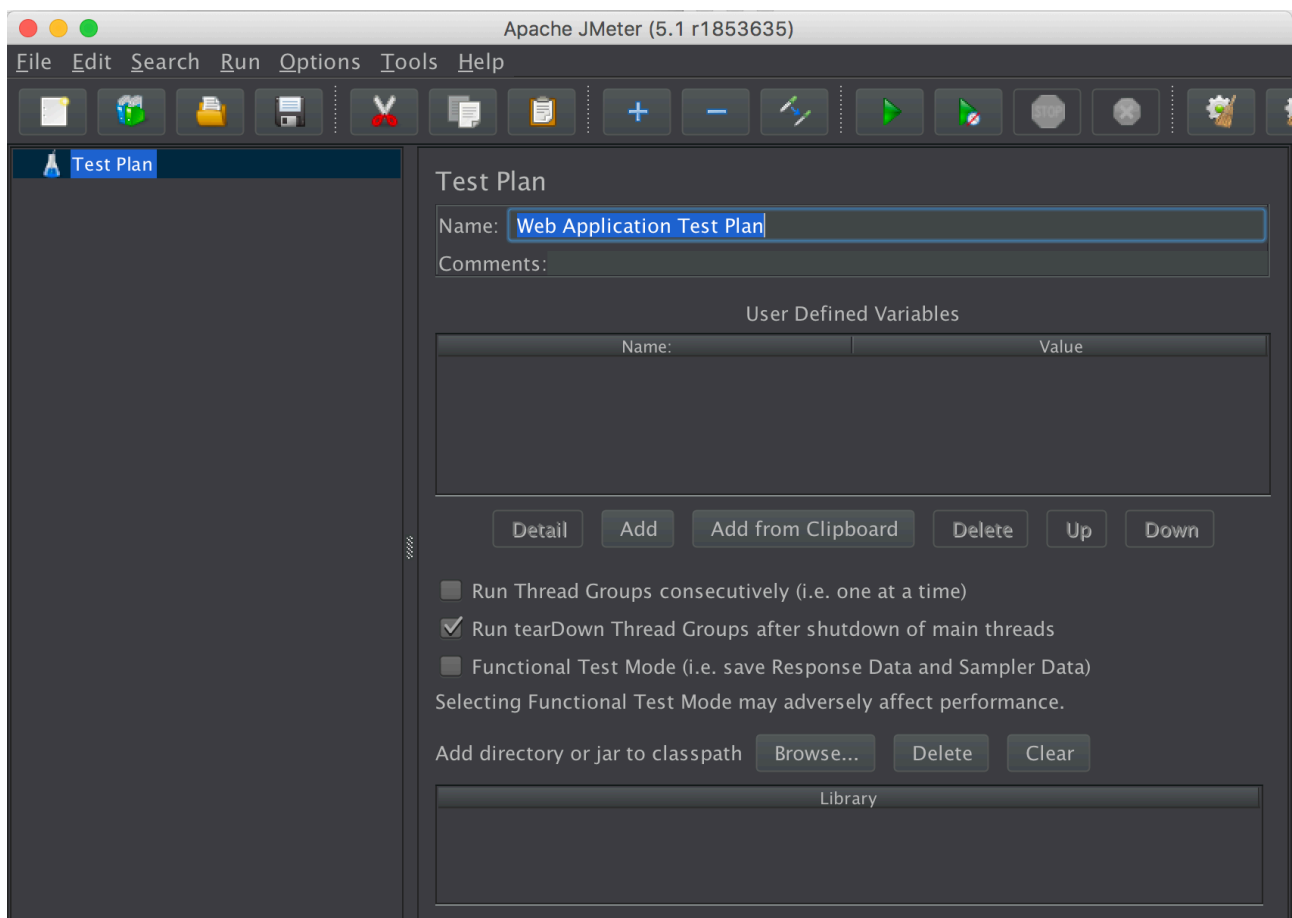 Apache JMeter (5.1 r1853635)
File Edit Search Run Options Tools Help
STOP
Test Plan
Test Plan
Name: Web Application Test Plan
Comments:
User Defined Variables
Name: Value
Detail Add Add from Clipboard Delete Up Down
Run Thread Groups consecutively (i.e. one at a time)
Run tearDown Thread Groups after shutdown of main threads
Functional Test Mode (i.e. save Response Data and Sampler Data)
Selecting Functional Test Mode may adversely affect performance.
Add directory or jar to classpath Browse... Delete Clear
Library